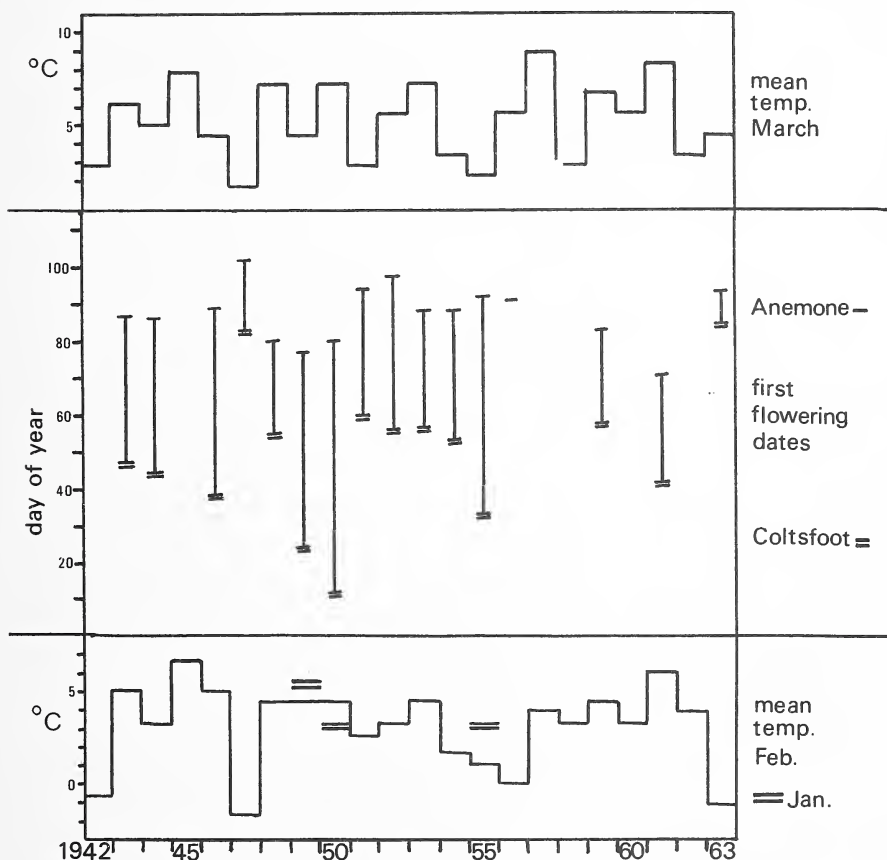 10
°C
5
mean
temp.
March
100
80
60
40
20
day of year
Anemone
first
flowering
dates
Coltsfoot
5
°C
0
mean
temp.
Feb.
Jan.
1942 45 50 55 60 63